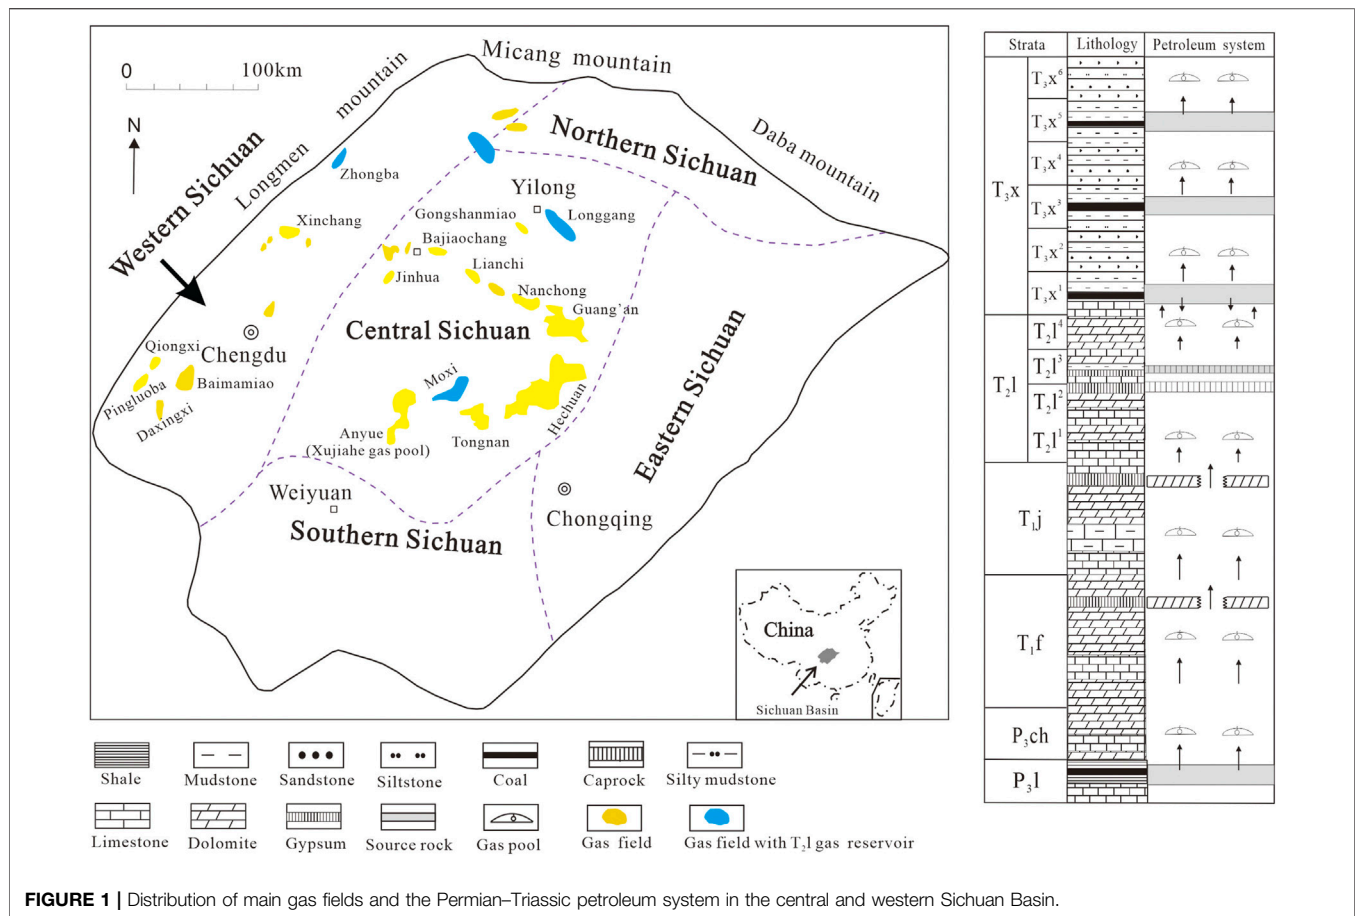 Micang mountain
0 100km
mountain
Longmen
N
Daba mountain
Northern Sichuan
Western Sichuan
Zhongba
Yilong
Gongshanmiao
Longgang
Xinchang
Bajiaochang
Lianchi
Jinhua
Nanchong
Guang'an
Central Sichuan
Chengdu
Qiongxi
Baimamiao
Pingluoba
Daxingxi
Moxi
Hechuan
Anyue
(Xujiahe gas pool)
Tongnan
Eastern Sichuan
Weiyuan
Chongqing
Southern Sichuan
China
Sichuan Basin
Strata Lithology Petroleum system
T₃x
T₃x⁶
T₃x⁵
T₃x⁴
T₃x³
T₃x²
T₃x¹
T₂l
T₂l⁴
T₂l³
T₂l²
T₂l¹
T₁j
T₁f
P₃ch
P₃l
Shale Mudstone Sandstone Siltstone Coal Caprock Silty mudstone
Limestone Dolomite Gypsum Source rock Gas pool Gas field Gas field with T₂l gas reservoir
FIGURE 1 | Distribution of main gas fields and the Permian–Triassic petroleum system in the central and western Sichuan Basin.